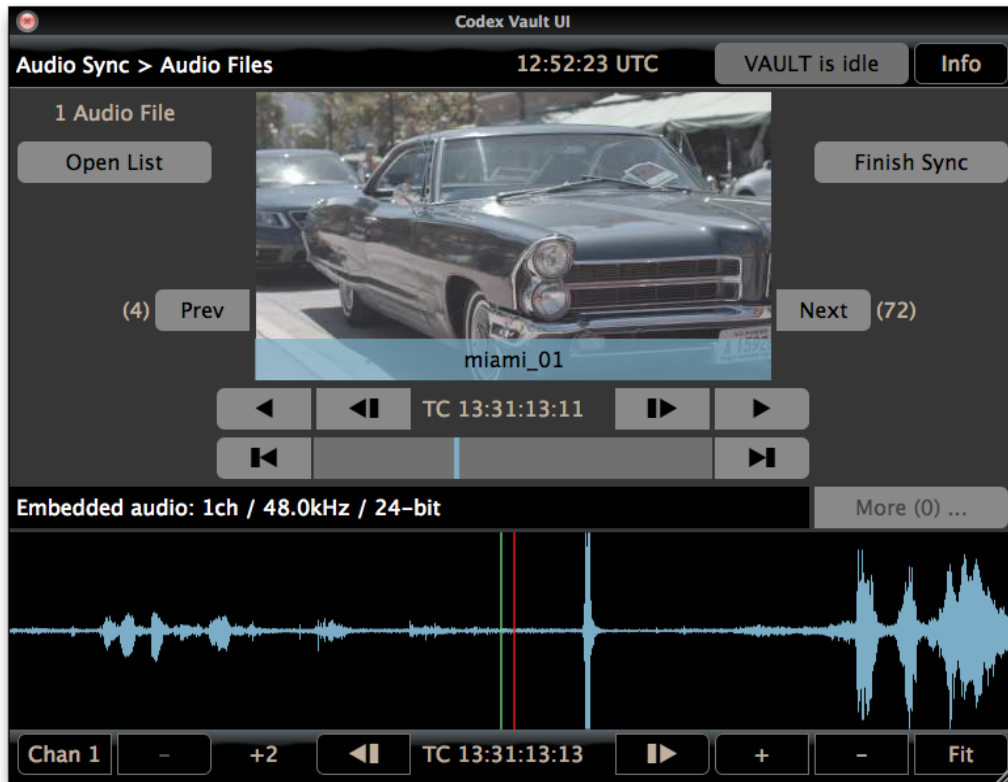 Codex Vault UI
Audio Sync > Audio Files 12:52:23 UTC VAULT is idle Info
1 Audio File
Open List Finish Sync
(4) Prev Next (72)
miami_01
TC 13:31:13:11
Embedded audio: 1ch / 48.0kHz / 24-bit More (0) ...
Chan 1 - +2 TC 13:31:13:13 + - Fit